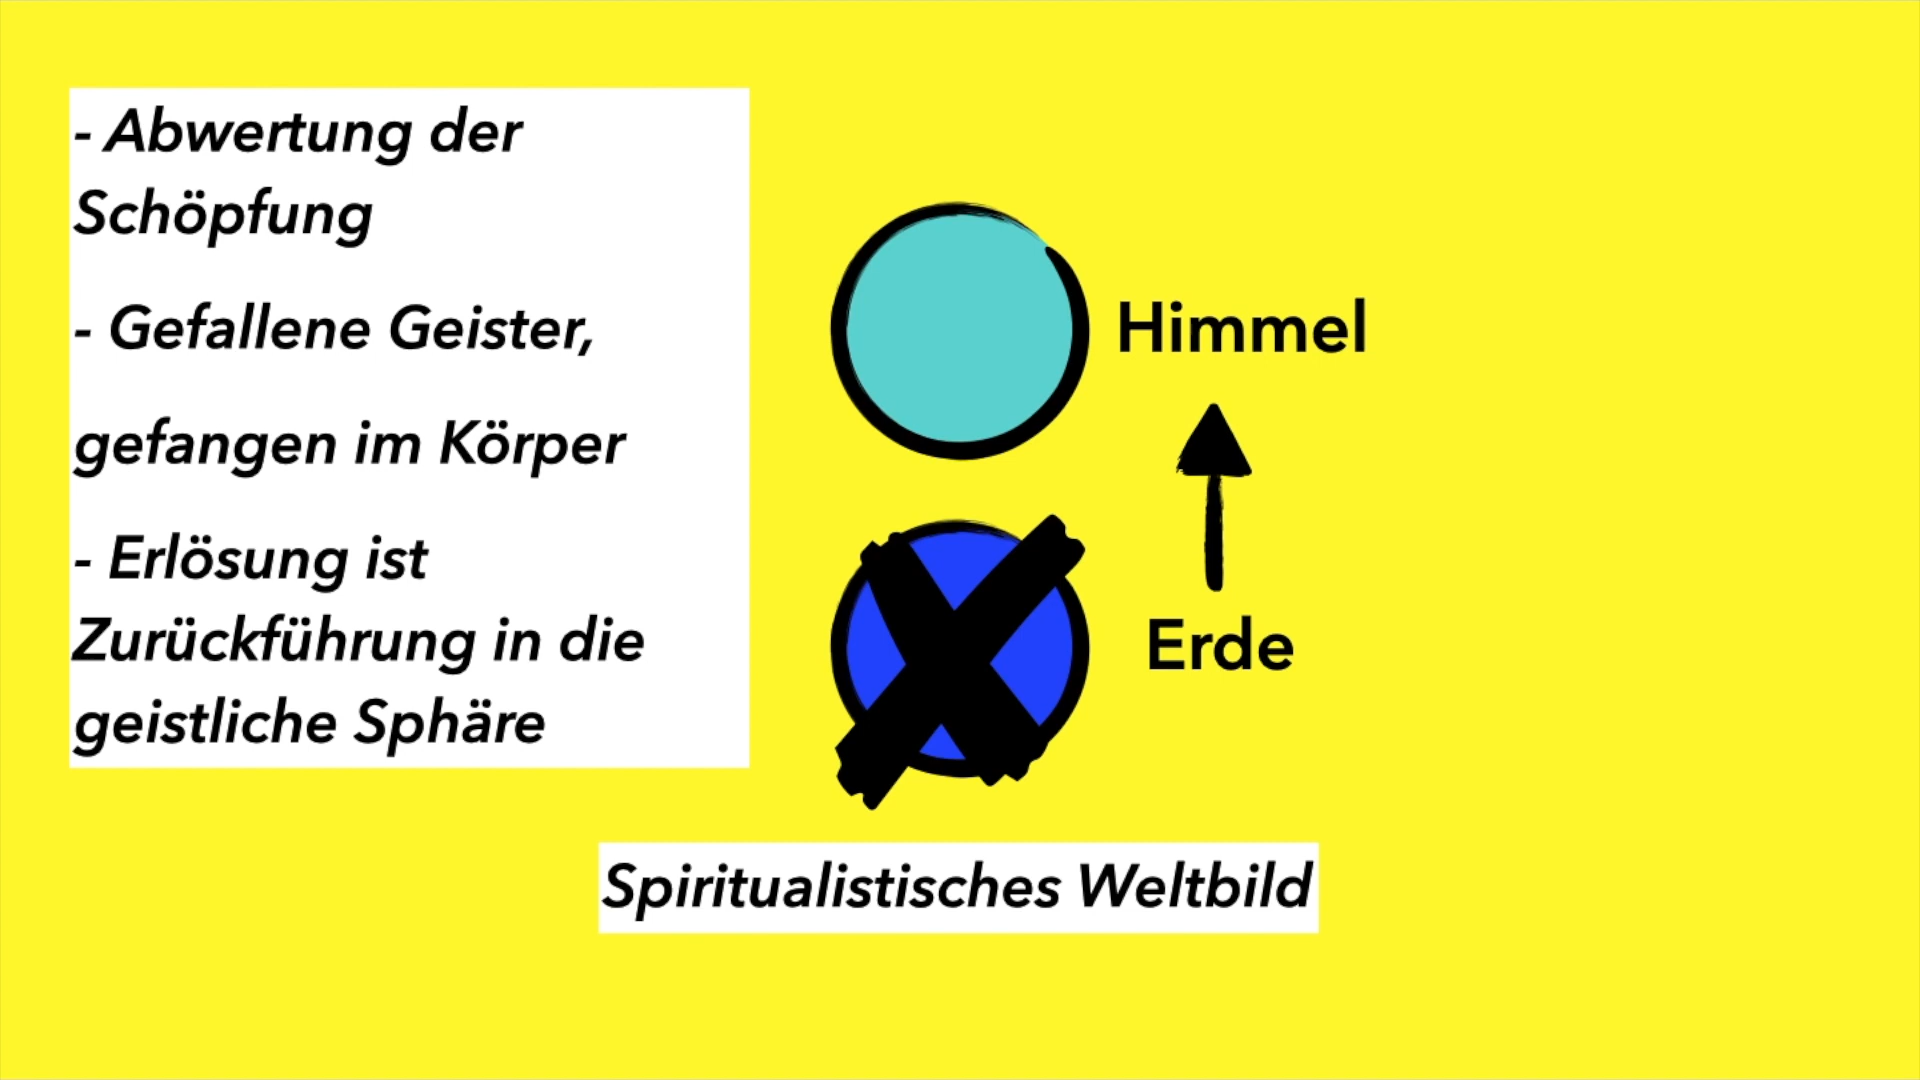 - Abwertung der
Schöpfung
- Gefallene Geister,
gefangen im Körper
- Erlösung ist
Zurückführung in die
geistliche Sphäre
Himmel
Erde
Spiritualistisches Weltbild